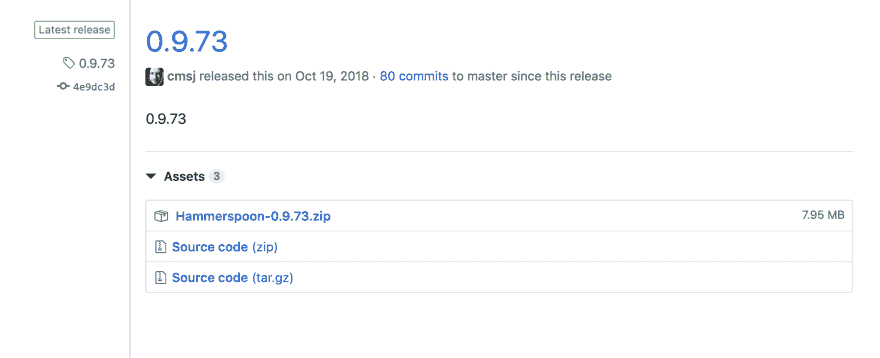 Latest release
0.9.73
4e9dc3d
0.9.73
cmsj released this on Oct 19, 2018 · 80 commits to master since this release
0.9.73
Assets 3
Hammerspoon-0.9.73.zip 7.95 MB
Source code (zip)
Source code (tar.gz)